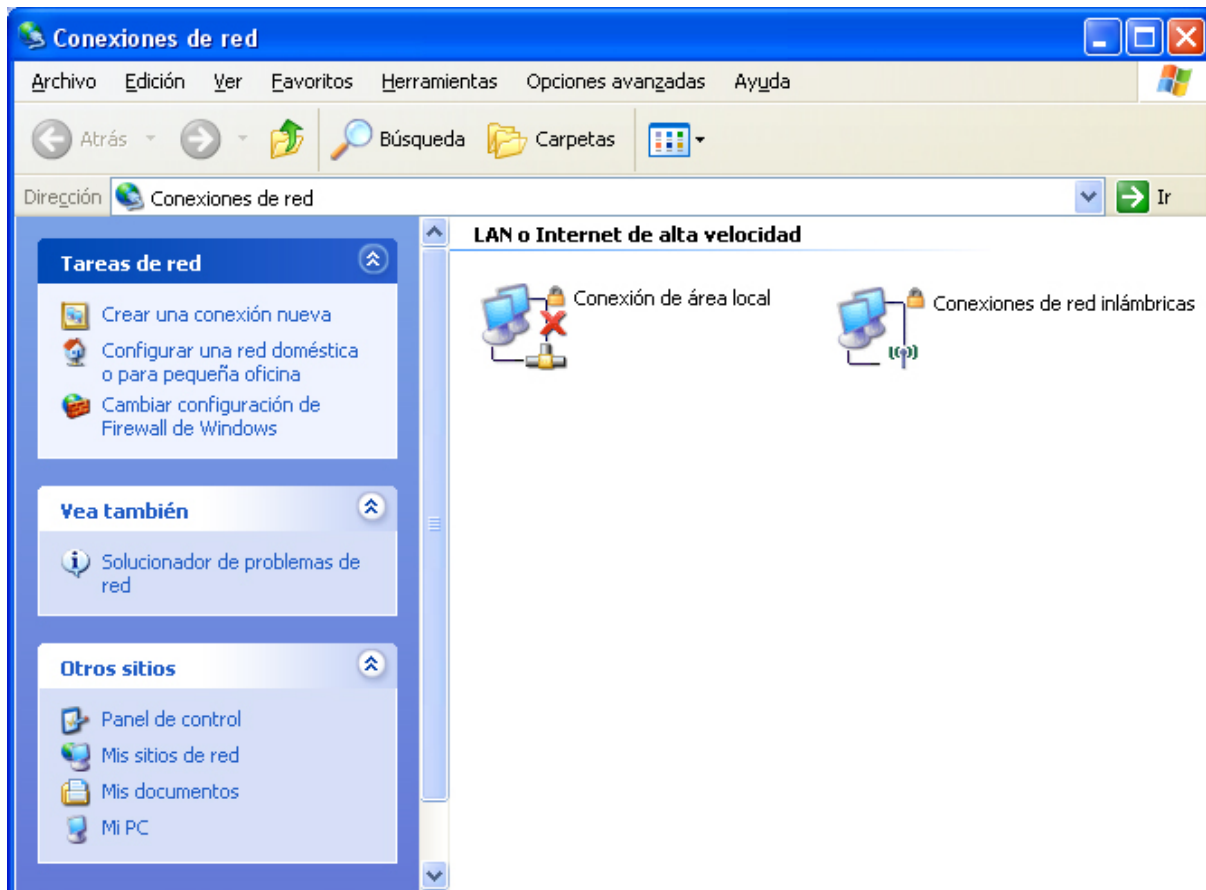 Conexiones de red
Archivo Edición Ver Favoritos Herramientas Opciones avanzadas Ayuda
Atrás Búsqueda Carpetas
Dirección Conexiones de red Ir
Tareas de red
Crear una conexión nueva
Configurar una red doméstica
o para pequeña oficina
Cambiar configuración de
Firewall de Windows
Vea también
Solucionador de problemas de
red
Otros sitios
Panel de control
Mis sitios de red
Mis documentos
Mi PC
LAN o Internet de alta velocidad
Conexión de área local
Conexiones de red inlámbricas